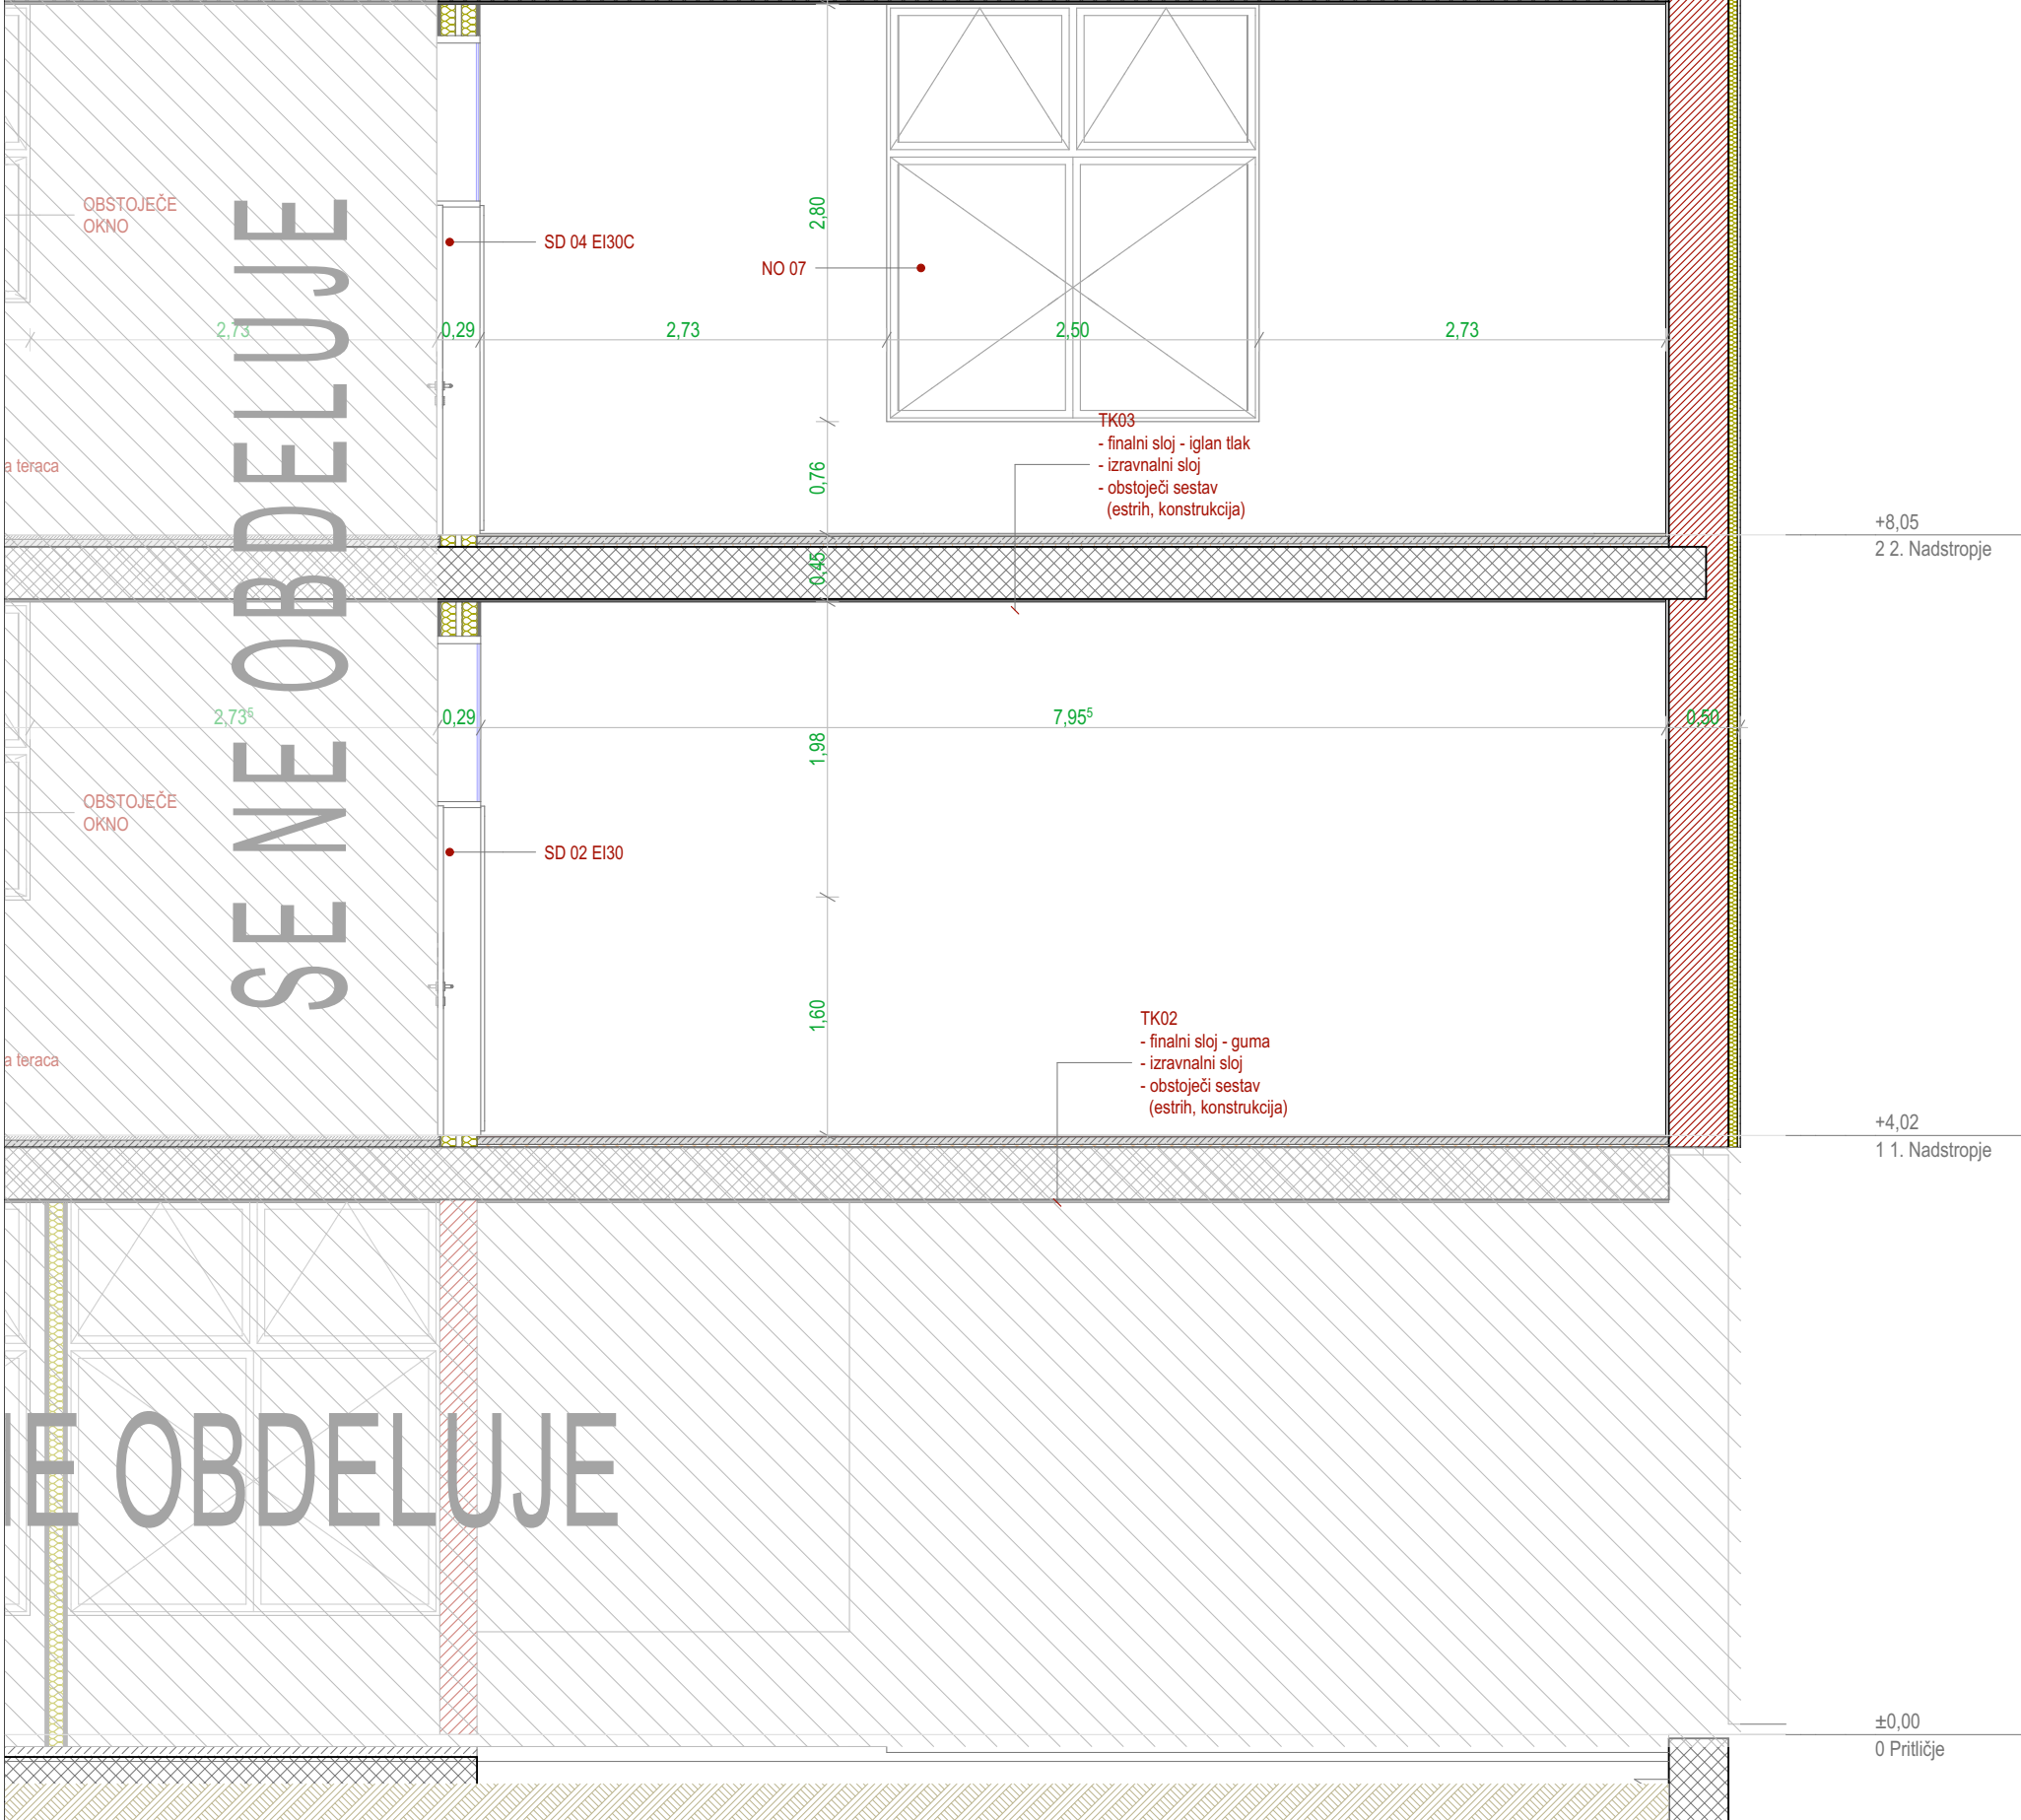 OBSTOJEČE
OKNO
SD 04 EI30C
2,80
NO 07
2,73
0,29
2,73
2,50
2,73
TK03
- finalni sloj - iglan tlak
- izravnalni sloj
- obstoječi sestav
(estrih, konstrukcija)
a teraca
0,76
+8,05
2 2. Nadstropje
0,45
SE NE OBDELUJE
2,73⁵
0,29
7,95⁵
0,50
1,98
OBSTOJEČE
OKNO
SD 02 EI30
1,60
TK02
- finalni sloj - guma
- izravnalni sloj
- obstoječi sestav
(estrih, konstrukcija)
a teraca
+4,02
1 1. Nadstropje
NE OBDELUJE
±0,00
0 Pritličje